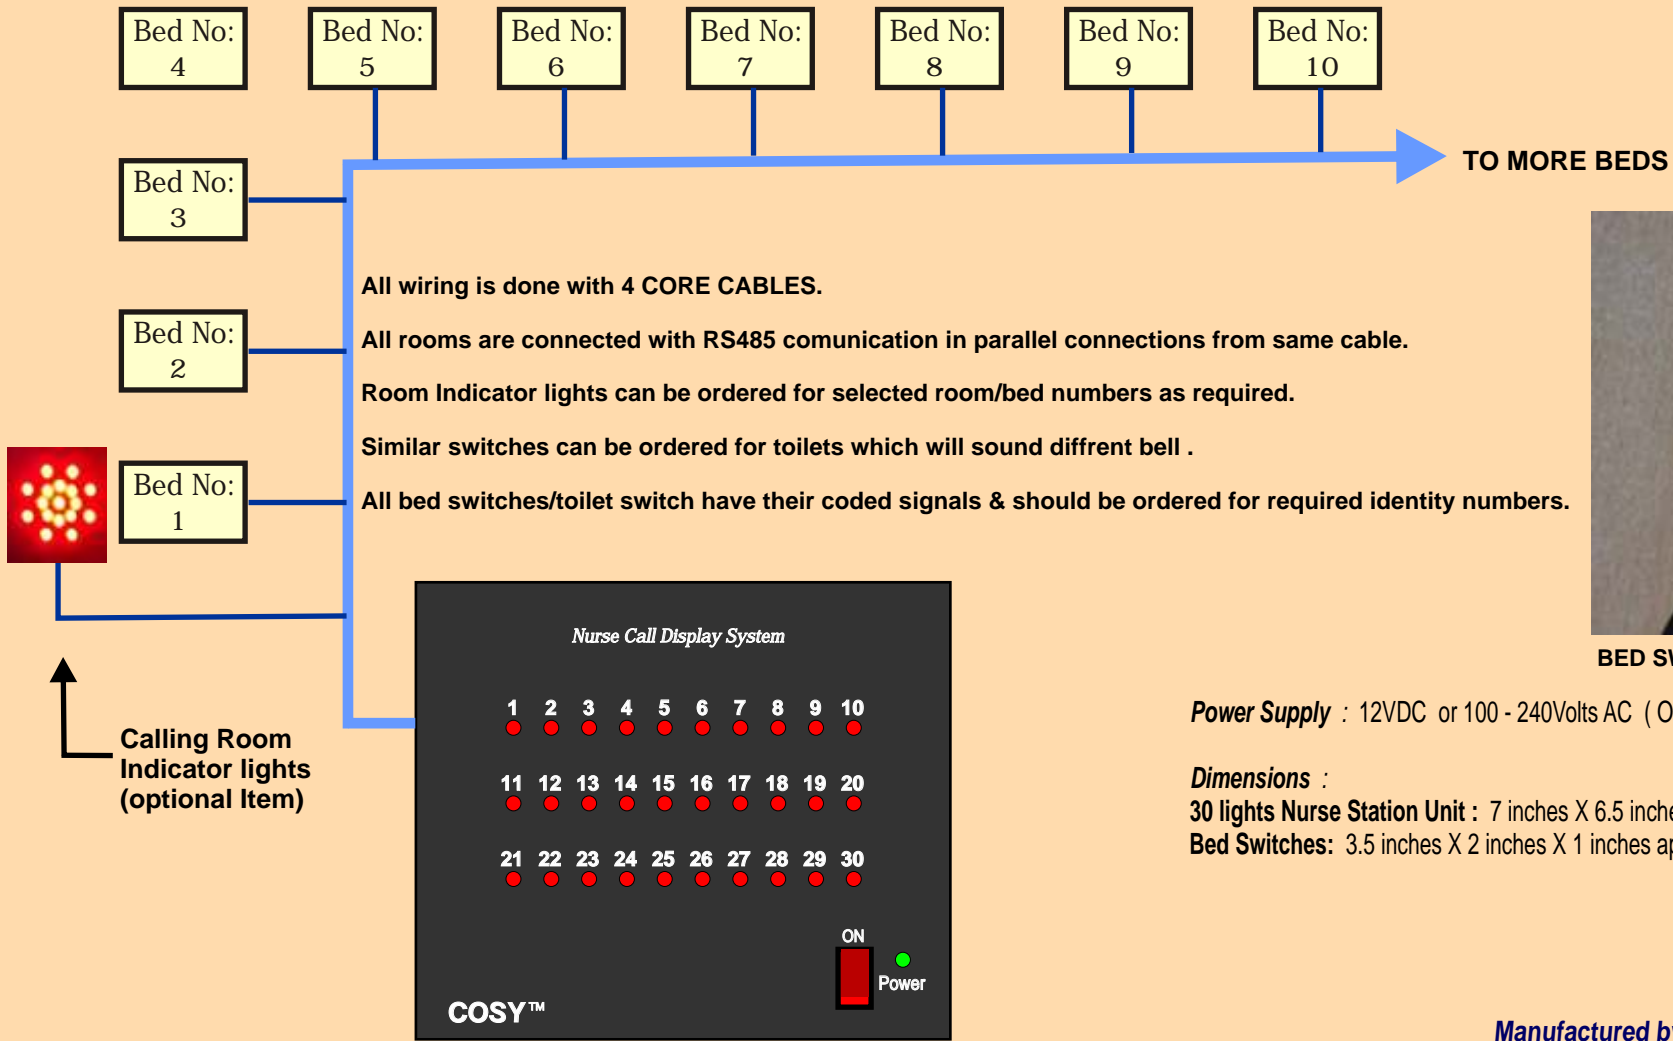 Bed No:
4
Bed No:
5
Bed No:
6
Bed No:
7
Bed No:
8
Bed No:
9
Bed No:
10
TO MORE BEDS
Bed No:
3
All wiring is done with 4 CORE CABLES.
Bed No:
2
All rooms are connected with RS485 comunication in parallel connections from same cable.
Room Indicator lights can be ordered for selected room/bed numbers as required.
Similar switches can be ordered for toilets which will sound diffrent bell .
Bed No:
1
All bed switches/toilet switch have their coded signals & should be ordered for required identity numbers.
Calling Room
Indicator lights
(optional Item)
Nurse Call Display System
1 2 3 4 5 6 7 8 9 10
11 12 13 14 15 16 17 18 19 20
21 22 23 24 25 26 27 28 29 30
ON
Power
COSY™
BED
Power Supply : 12VDC or 100 - 240Volts AC (
Dimensions :
30 lights Nurse Station Unit : 7 inches X 6.5
Bed Switches: 3.5 inches X 2 inches X 1 inches
Manufactured